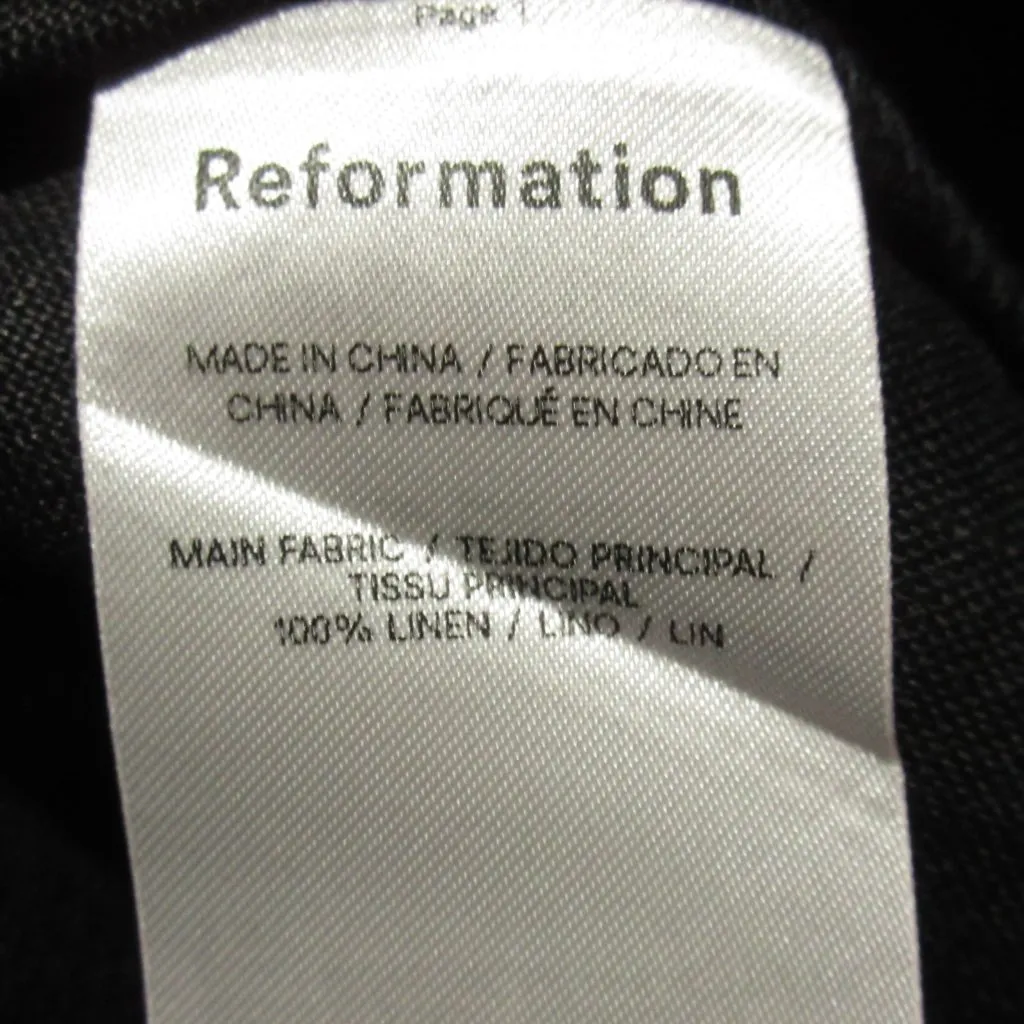 Page 1
Reformation
MADE IN CHINA / FABRICADO EN
CHINA / FABRIQUÉ EN CHINE
MAIN FABRIC / TEJIDO PRINCIPAL /
TISSU PRINCIPAL
100% LINEN / LINO / LIN